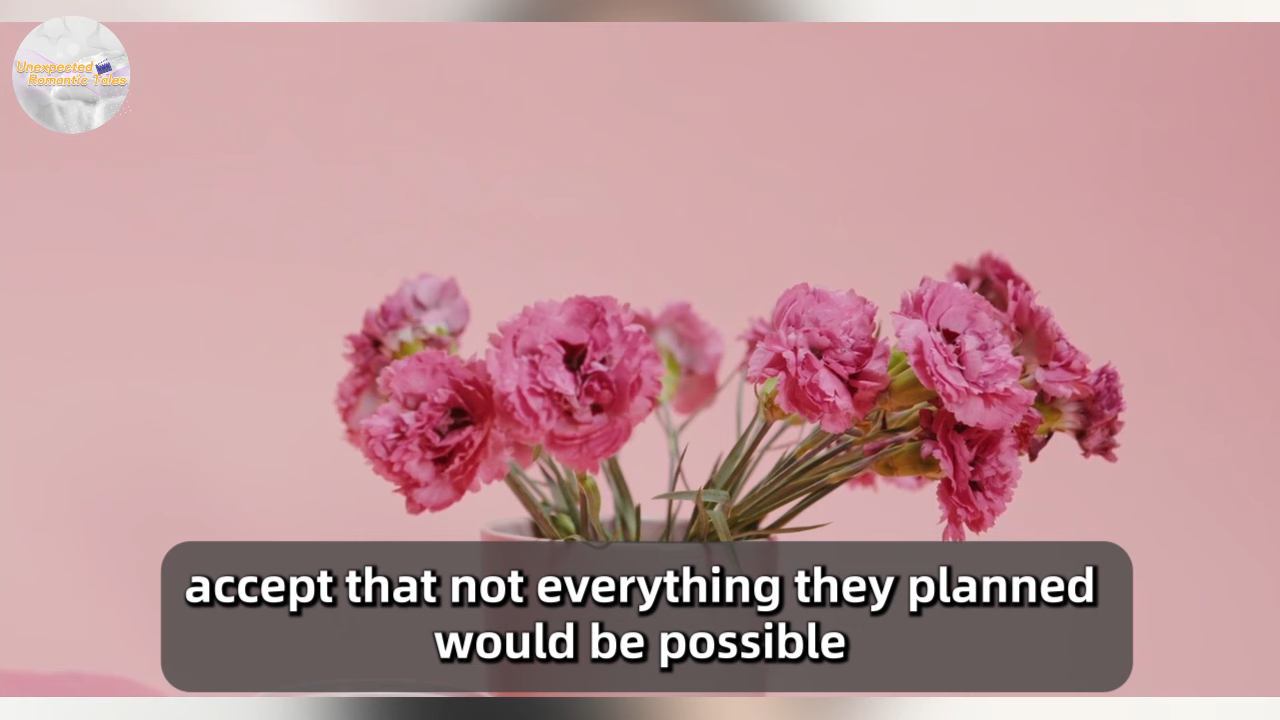 Unexpected
Romantic Tales
accept that not everything they planned
would be possible